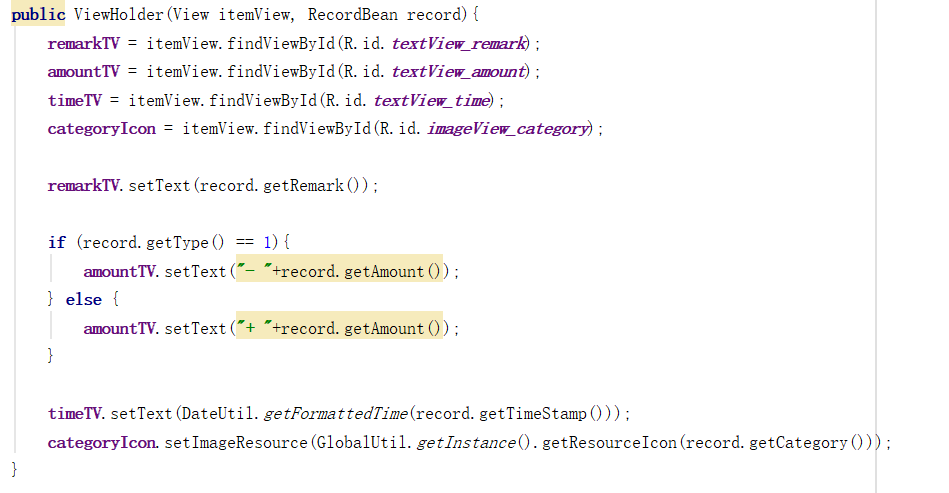 public ViewHolder(View itemView, RecordBean record){
    remarkTV = itemView.findViewById(R.id.textView_remark);
    amountTV = itemView.findViewById(R.id.textView_amount);
    timeTV = itemView.findViewById(R.id.textView_time);
    categoryIcon = itemView.findViewById(R.id.imageView_category);
    remarkTV.setText(record.getRemark());
    if (record.getType() == 1){
        amountTV.setText("- "+record.getAmount());
    } else {
        amountTV.setText("+ "+record.getAmount());
    }
    timeTV.setText(DateUtil.getFormattedTime(record.getTimeStamp()));
    categoryIcon.setImageResource(GlobalUtil.getInstance().getResourceIcon(record.getCategory()));
}